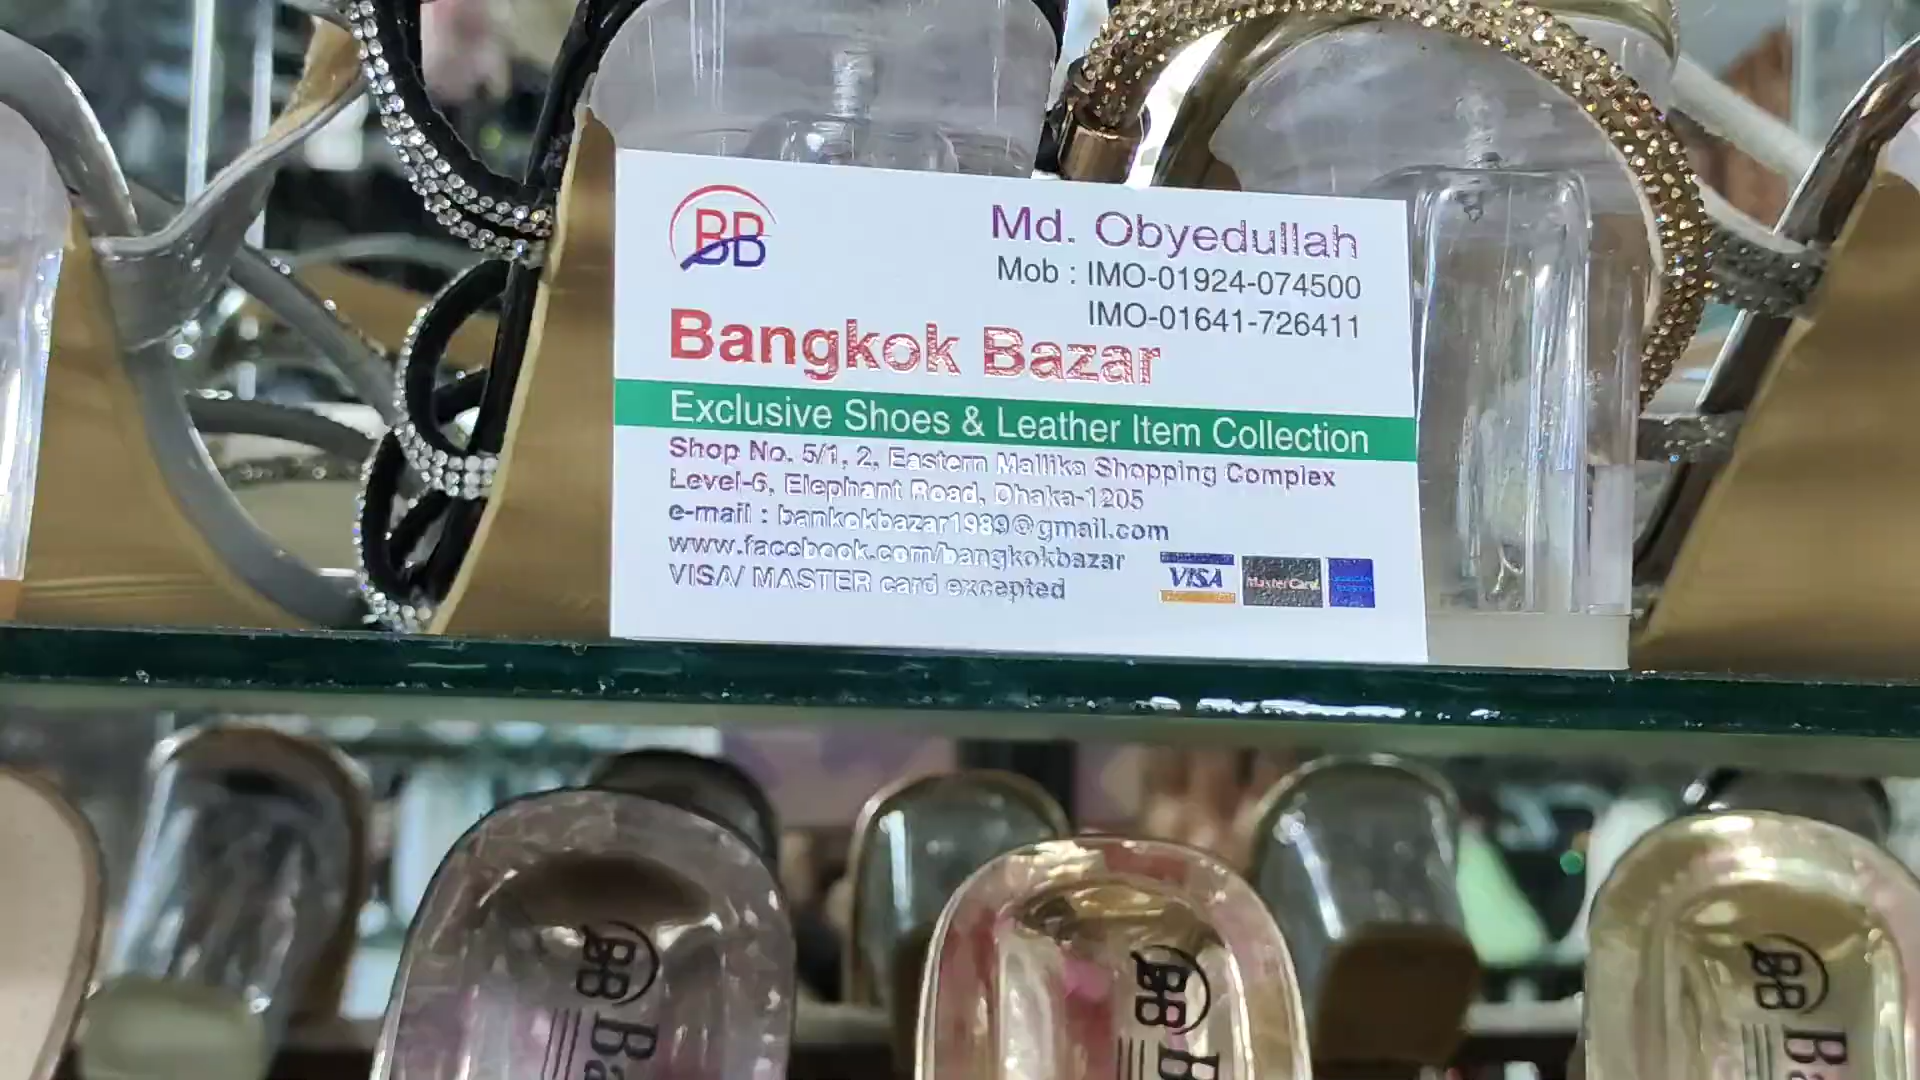 BB
Md. Obyedullah
Mob : IMO-01924-074500
IMO-01641-726411
Bangkok Bazar
Exclusive Shoes & Leather Item Collection
Shop No. 5/1, 2, Eastern Mallika Shopping Complex
Level-6, Elephant Road, Dhaka-1205
e-mail : bankokbazar1989@gmail.com
www.facebook.com/bangkokbazar
VISA/ MASTER card excepted
VISA
MasterCard
BB
Ba
BB
B
BB
Ba